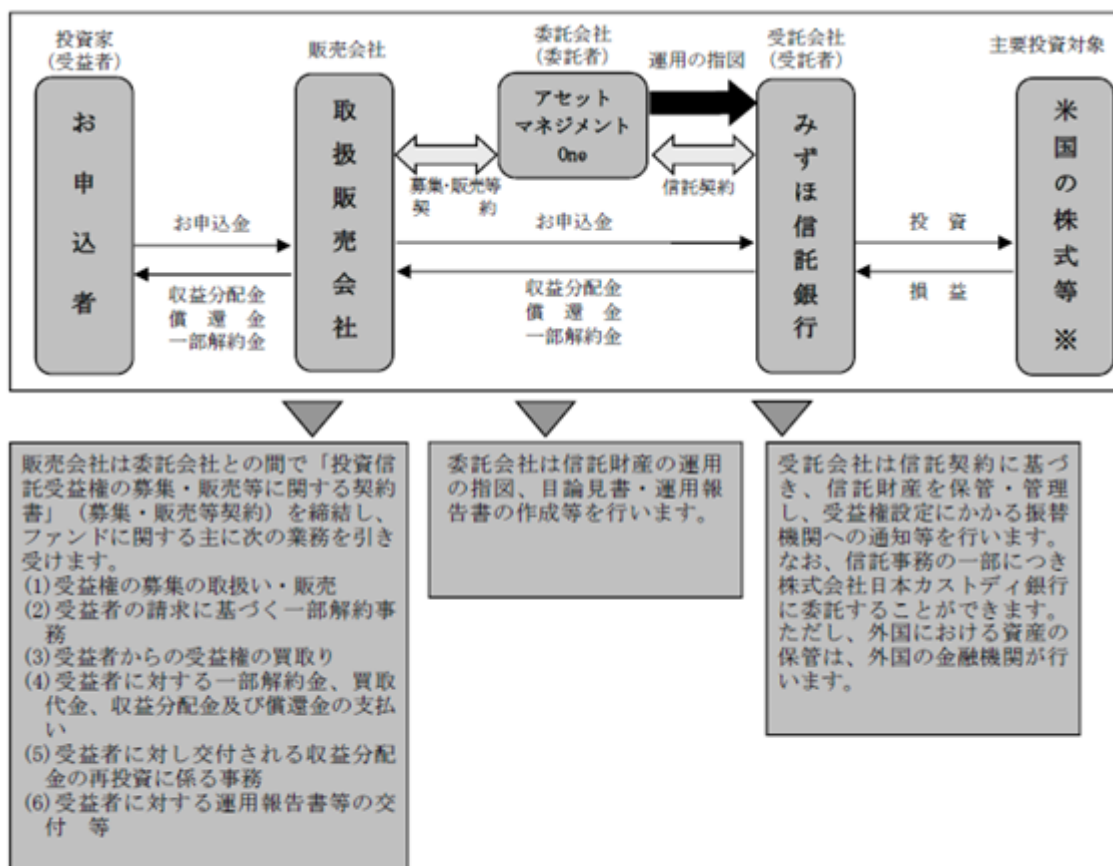 投資家
(受益者)
販売会社
委託会社
(委託者)
運用の指図
受託会社
(受託者)
主要投資対象
お申込者
取扱販売会社
アセット
マネジメント
One
みずほ信託銀行
米国の株式等※
募集・販売等
契約
信託契約
お申込金
収益分配金
償還金
一部解約金
お申込金
収益分配金
償還金
一部解約金
投資
損益
販売会社は委託会社との間で「投資信
託受益権の募集・販売等に関する契約
書」(募集・販売等契約)を締結し、
ファンドに関する主に次の業務を引き
受けます。
(1)受益権の募集の取扱い・販売
(2)受益者の請求に基づく一部解約事
務
(3)受益者からの受益権の買取り
(4)受益者に対する一部解約金、買取
代金、収益分配金及び償還金の支払
い
(5)受益者に対し交付される収益分配
金の再投資に係る事務
(6)受益者に対する運用報告書等の交
付 等
委託会社は信託財産の運用
の指図、目論見書・運用報
告書の作成等を行います。
受託会社は信託契約に基づ
き、信託財産を保管・管理
し、受益権設定にかかる振替
機関への通知等を行います。
なお、信託事務の一部につき
株式会社日本カストディ銀行
に委託することができます。
ただし、外国における資産の
保管は、外国の金融機関が行
います。